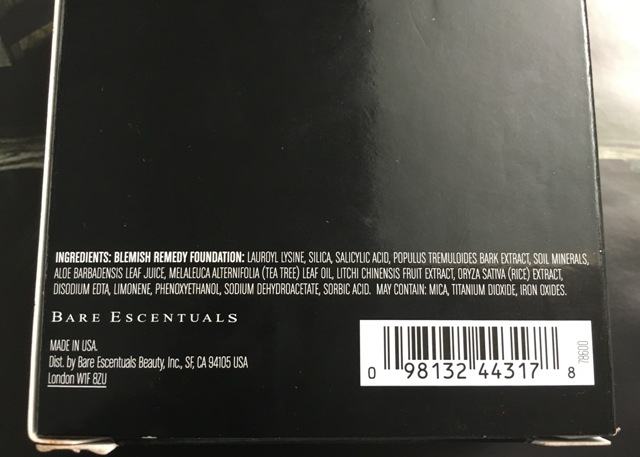 INGREDIENTS: BLEMISH REMEDY FOUNDATION: LAUROYL LYSINE, SILICA, SALICYLIC ACID, POPULUS TREMULOIDES BARK EXTRACT, SOIL MINERALS,
ALOE BARBADENSIS LEAF JUICE, MELALEUCA ALTERNIFOLIA (TEA TREE) LEAF OIL, LITCHI CHINENSIS FRUIT EXTRACT, ORYZA SATIVA (RICE) EXTRACT,
DISODIUM EDTA, LIMONENE, PHENOXYETHANOL, SODIUM DEHYDROACETATE, SORBIC ACID. MAY CONTAIN: MICA, TITANIUM DIOXIDE, IRON OXIDES.
BARE ESCENTUALS
MADE IN USA.
Dist. by Bare Escentuals Beauty, Inc., SF, CA 94105 USA
London W1F 8ZU
0 98132 44317 8
78600